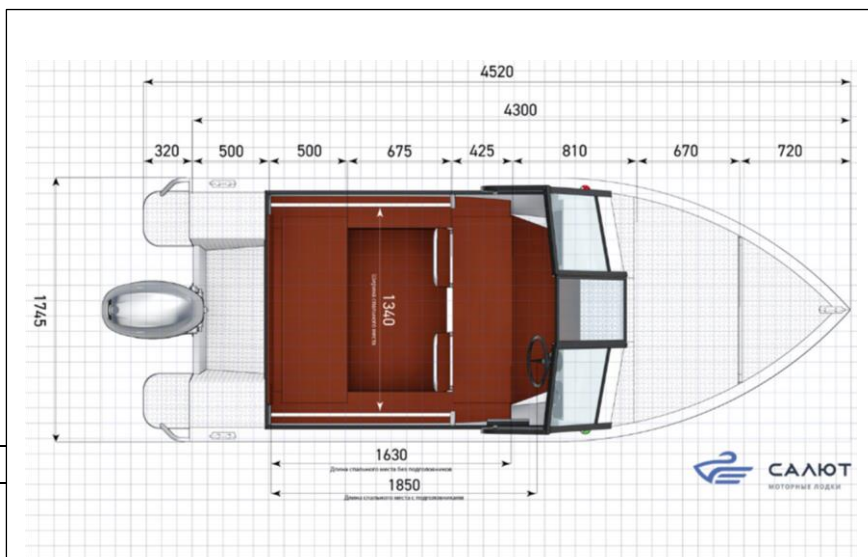 4520
4300
320 500 500 675 425 810 670 720
1745
1340
Ширина спального места
1630
Длина спального места без подголовников
1850
Длина спального места с подголовниками
САЛЮТ
МОТОРНЫЕ ЛОДКИ